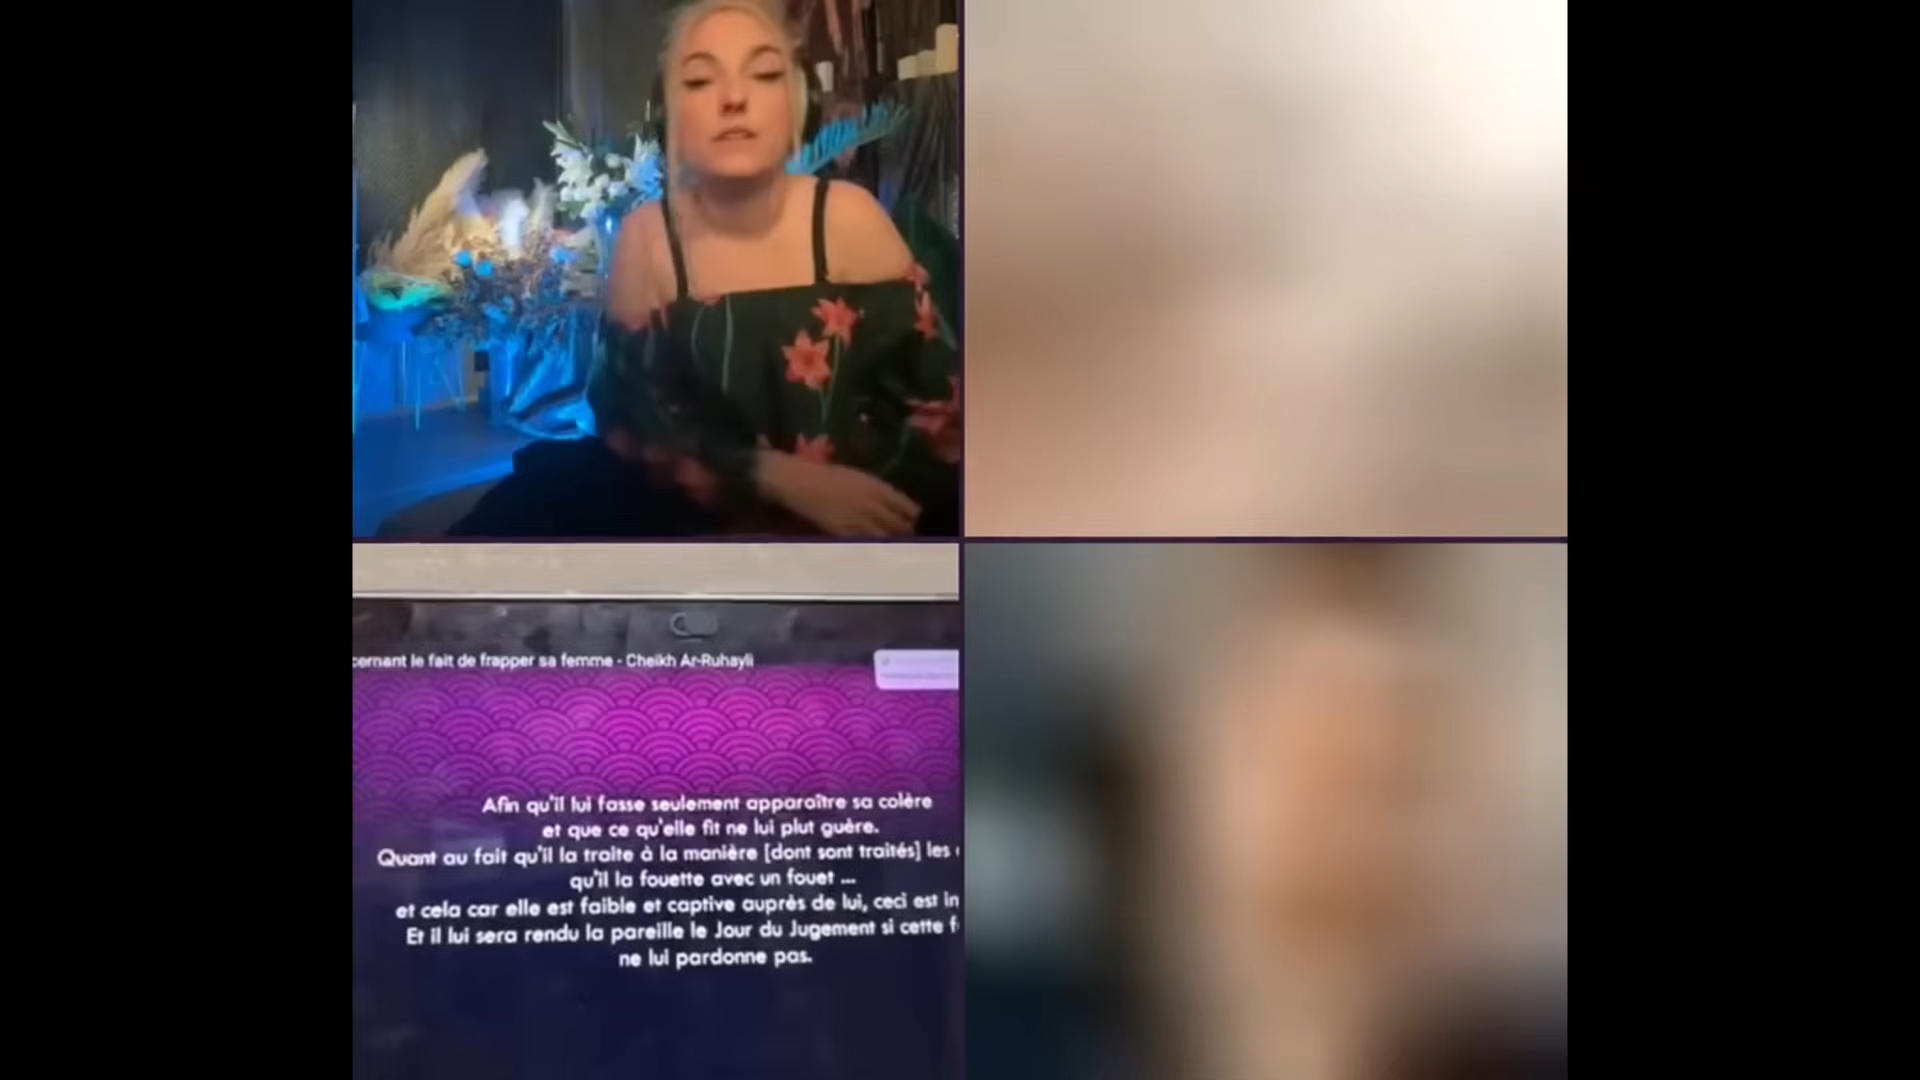 cernant le fait de frapper sa femme - Cheikh Ar-Ruhayli
Afin qu'il lui fasse seulement apparaître sa colère
et que ce qu'elle fit ne lui plut guère.
Quant au fait qu'il la traite à la manière [dont sont traités] les
qu'il la fouette avec un fouet ...
et cela car elle est faible et captive auprès de lui, ceci est in
Et il lui sera rendu la pareille le Jour du Jugement si cette f
ne lui pardonne pas.